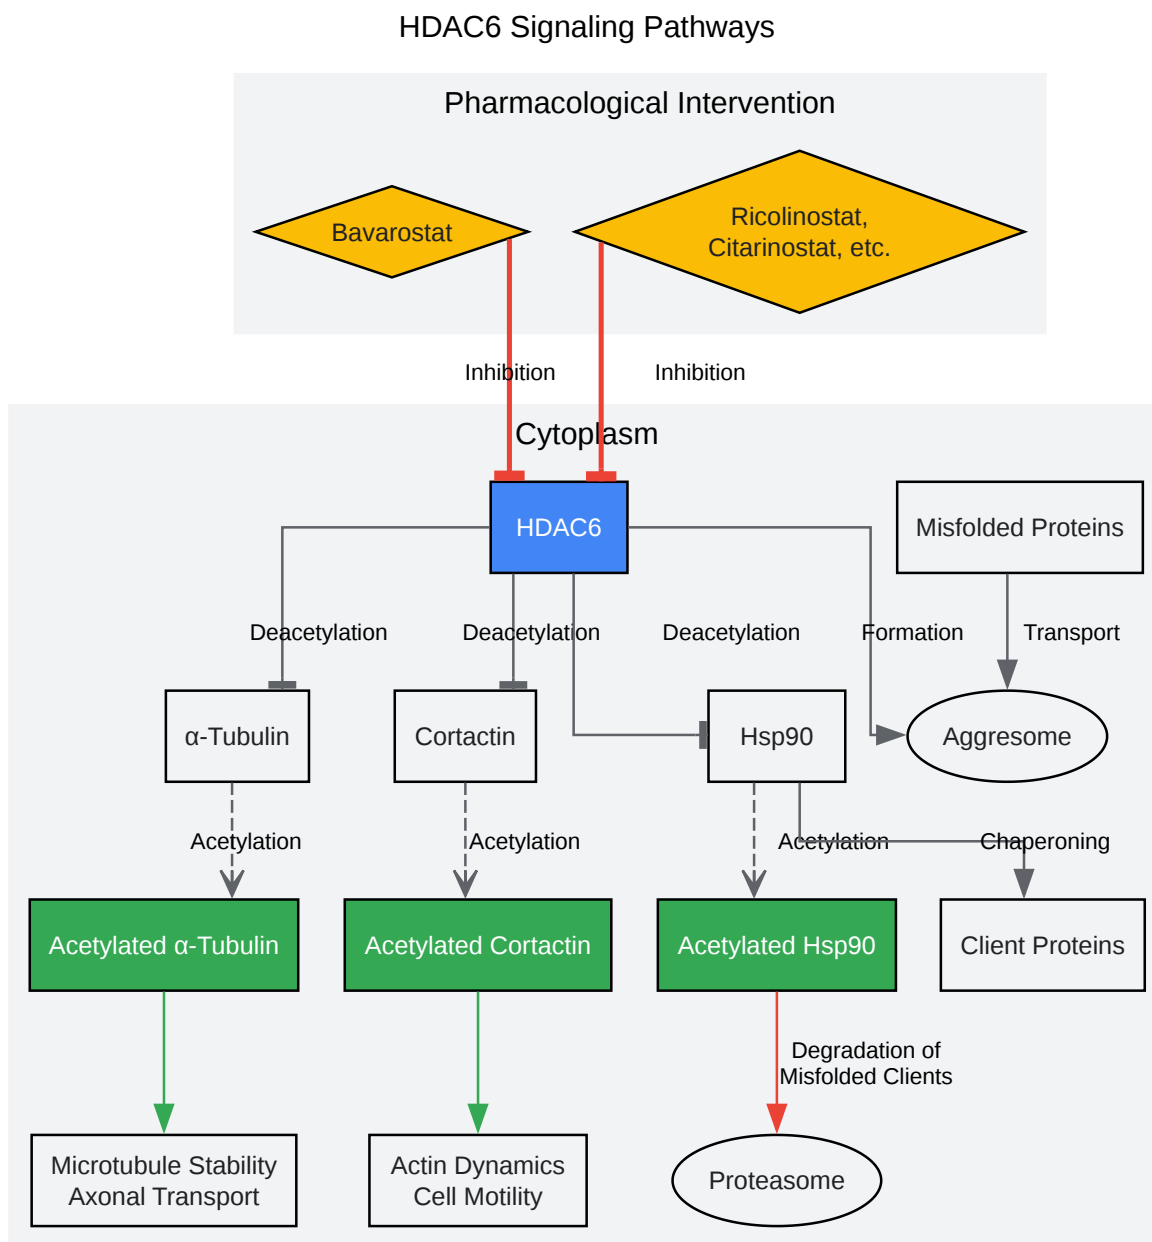 HDAC6 Signaling Pathways
Pharmacological Intervention
Bavarostat
Ricolinostat,
Citarinostat, etc.
Inhibition
Inhibition
Cytoplasm
HDAC6
Misfolded Proteins
Deacetylation
Deacetylation
Deacetylation
Formation
Transport
α-Tubulin
Cortactin
Hsp90
Aggresome
Acetylation
Acetylation
Acetylation
Chaperoning
Acetylated α-Tubulin
Acetylated Cortactin
Acetylated Hsp90
Client Proteins
Degradation of
Misfolded Clients
Microtubule Stability
Axonal Transport
Actin Dynamics
Cell Motility
Proteasome